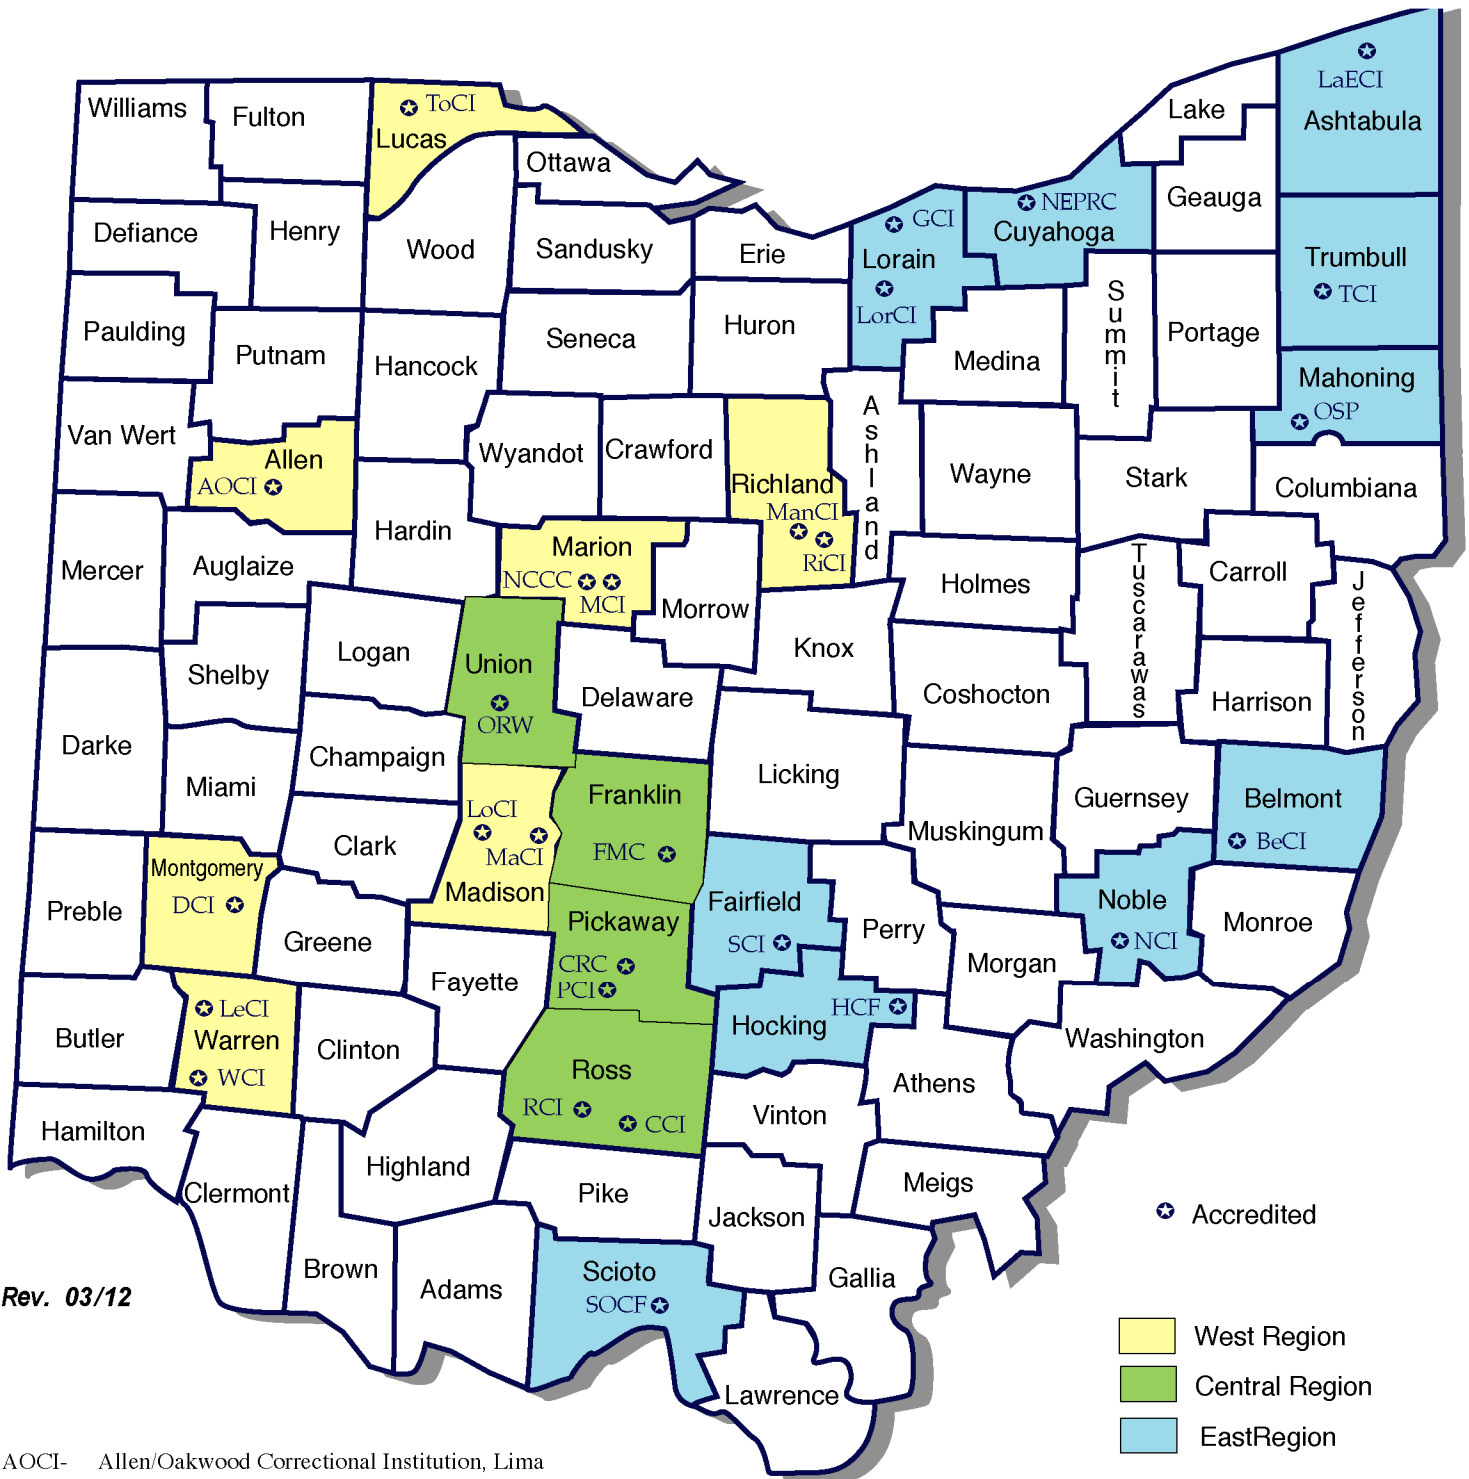 LaECI
Ashtabula
Williams
Fulton
ToCI
Lucas
Lake
Ottawa
Geauga
NEPRC
Cuyahoga
GCI
Defiance
Henry
Wood
Sandusky
Erie
Lorain
LorCI
Trumbull
TCI
Summit
Paulding
Putnam
Hancock
Seneca
Huron
Medina
Portage
Mahoning
OSP
Van Wert
Allen
AOCI
Wyandot
Crawford
Richland
ManCI
RiCI
Ashland
Wayne
Stark
Columbiana
Mercer
Auglaize
Hardin
Marion
NCCC
MCI
Morrow
Holmes
Tuscarawas
Carroll
Jefferson
Logan
Union
ORW
Knox
Shelby
Delaware
Coshocton
Harrison
Darke
Champaign
Miami
Licking
Franklin
FMC
Guernsey
Belmont
BeCI
LoCI
MaCI
Madison
Clark
Muskingum
Montgomery
DCI
Preble
Greene
Pickaway
CRC
PCI
Fairfield
SCI
Perry
Noble
NCI
Monroe
Morgan
Fayette
LeCI
Warren
WCI
Butler
Clinton
Hocking
HCF
Washington
Ross
RCI
CCI
Athens
Vinton
Hamilton
Highland
Clermont
Pike
Meigs
Jackson
Accredited
Brown
Adams
Scioto
SOCF
Gallia
Rev. 03/12
West Region
Central Region
EastRegion
Lawrence
AOCI- Allen/Oakwood Correctional Institution, Lima